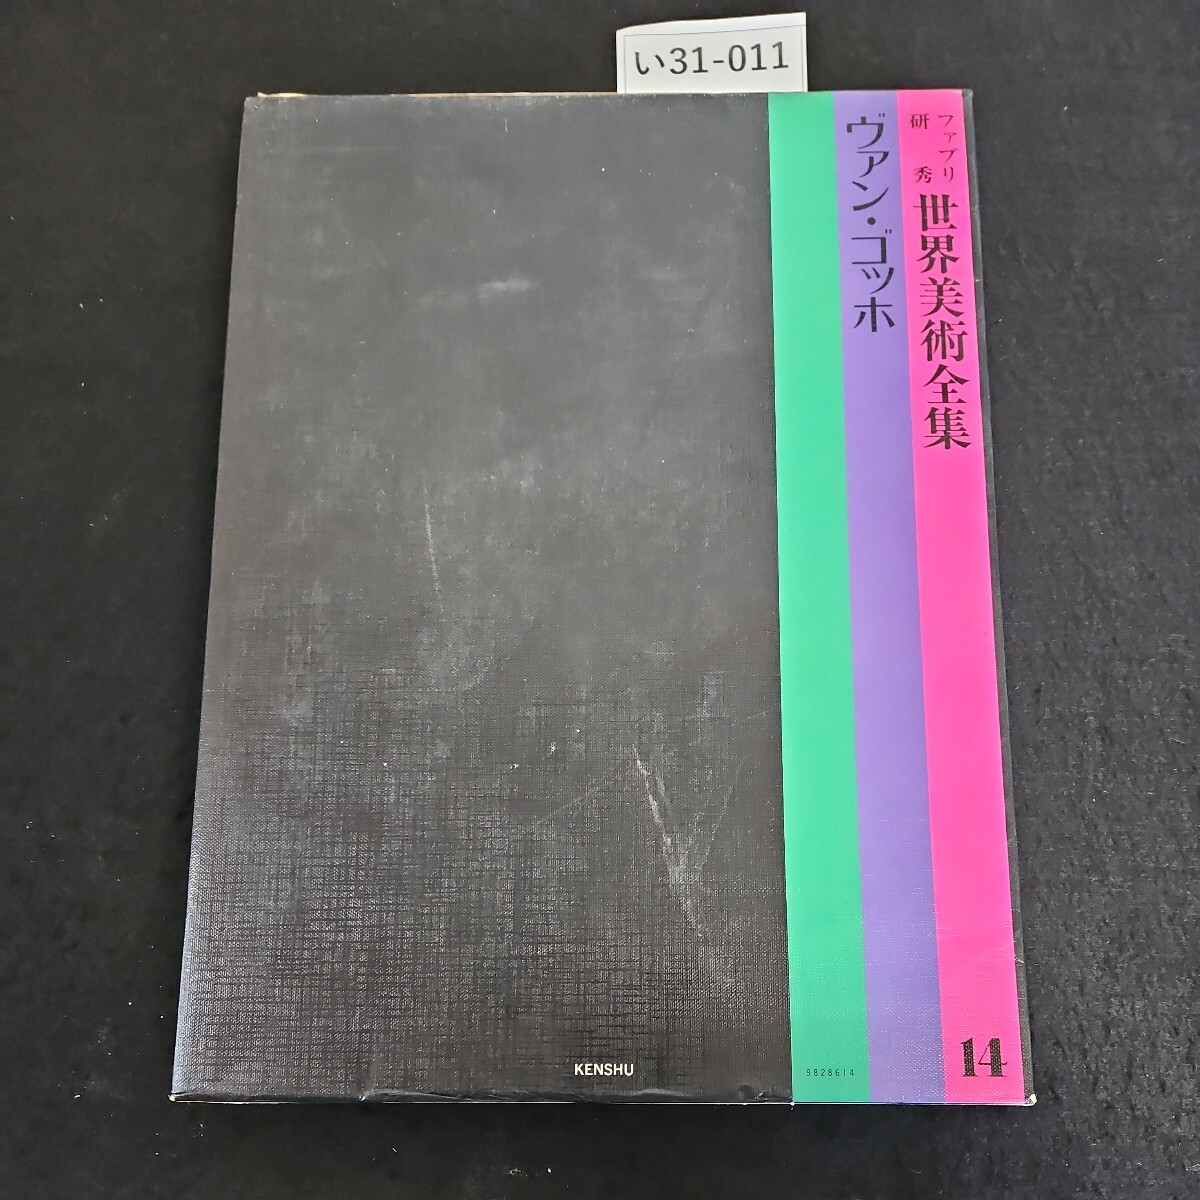 い31-011
ファブリ
研秀
世界美術全集
ヴァン・ゴッホ
14
KENSHU
9828614